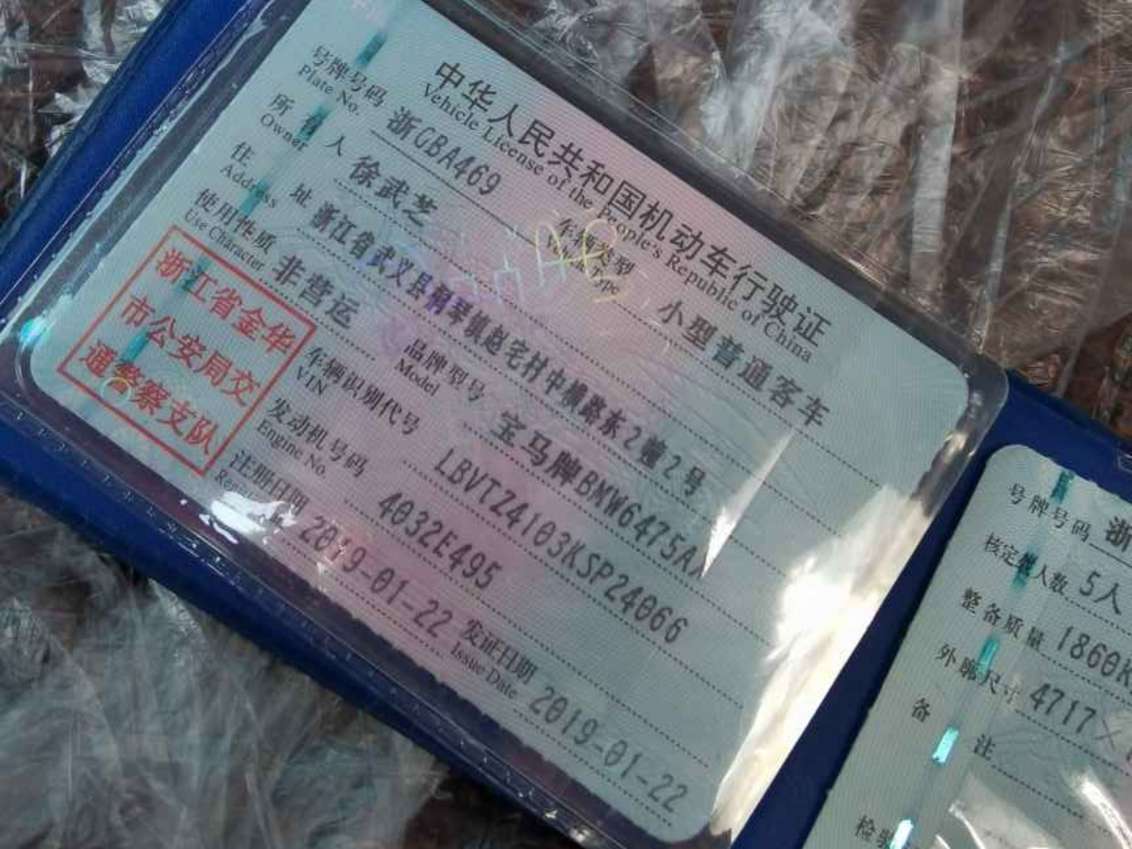 中华人民共和国机动车行驶证
Vehicle License of the People's Republic of China
号牌号码 浙GBA469 车辆类型 小型普通客车
Plate No. Type
所有人 徐武芝
Owner
住址 浙江省武义县桐琴镇赵宅村中横路东2幢2号
Address
使用性质 非营运 品牌型号 宝马牌BMW6475A
Use Character Model
浙江省金华
市公安局交
通警察支队
车辆识别代号 LBVTZ4103KSP24066
VIN
发动机号码 4032E495
Engine No.
注册日期 2019-01-22 发证日期 2019-01-22
Issue Date
号牌号码 浙
核定载人数 5人
整备质量 1860K
外廓尺寸 4717×
备注
检验